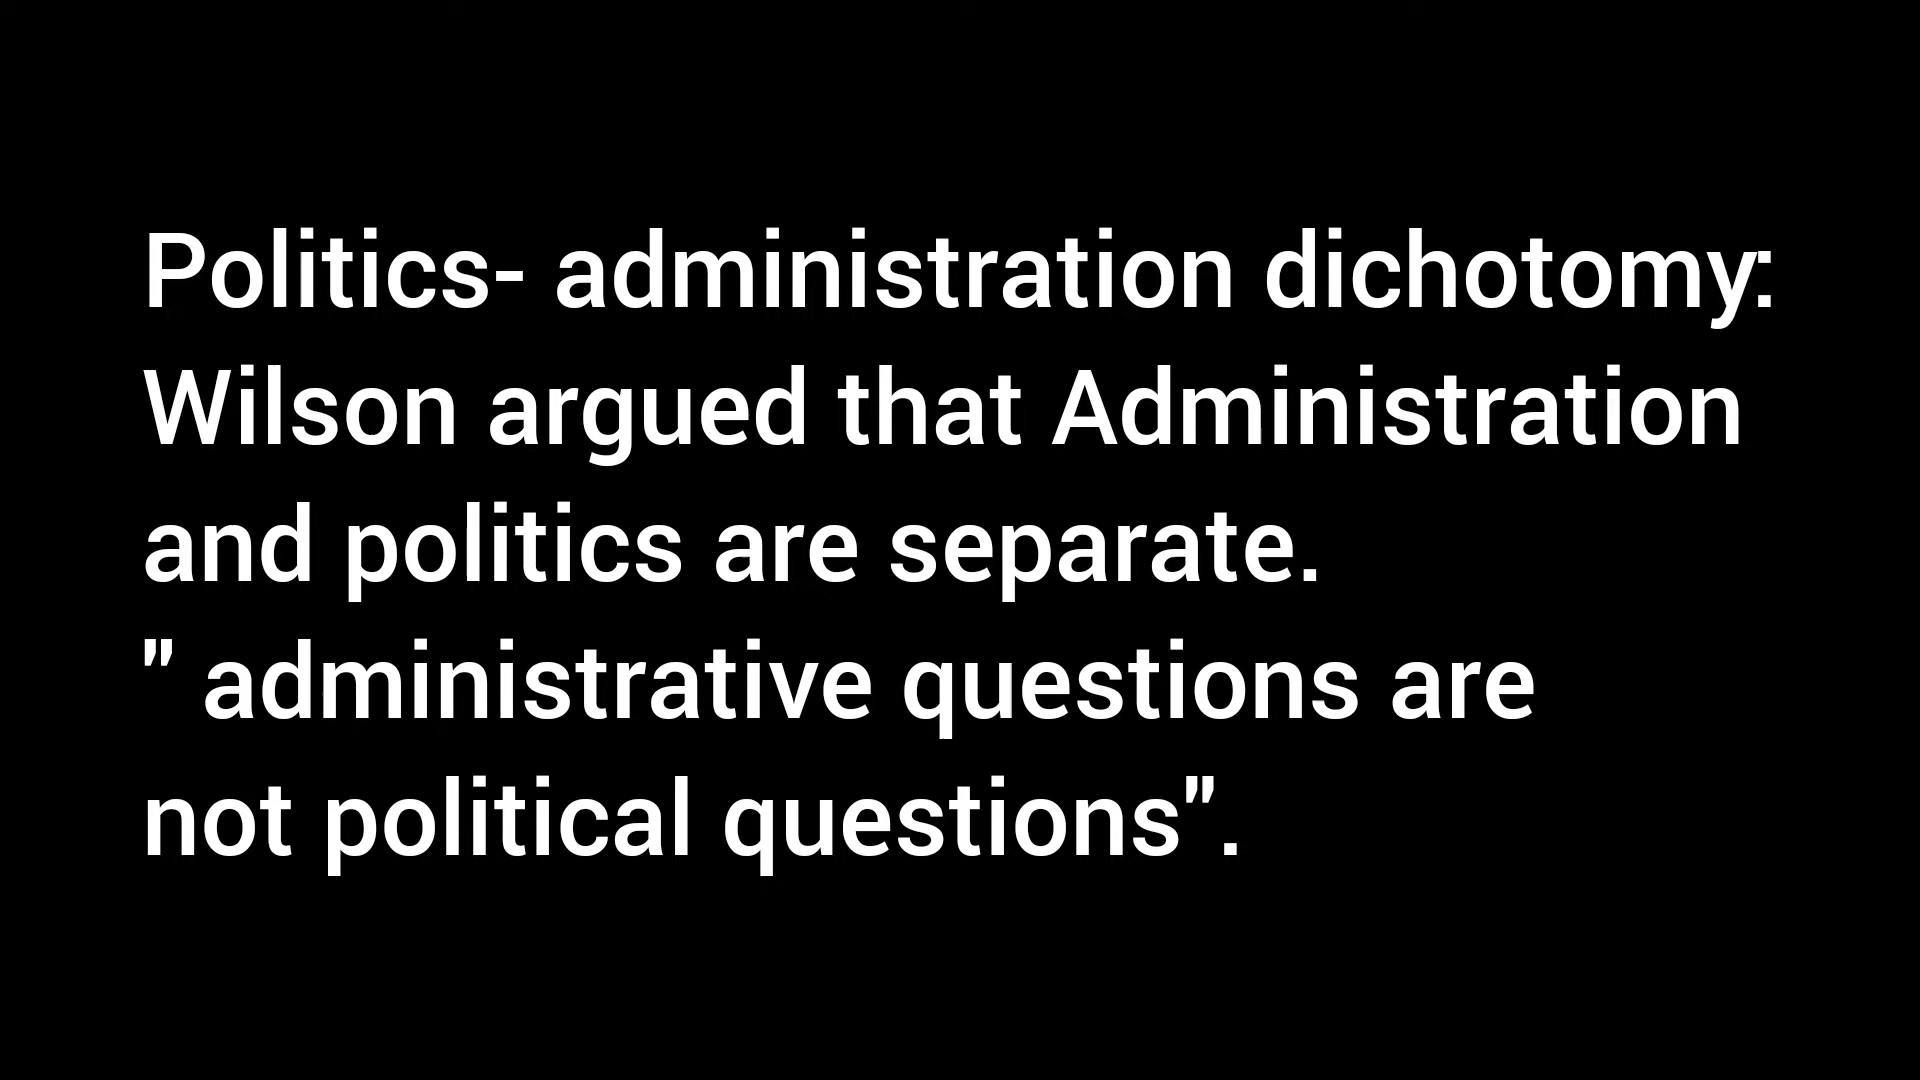 Politics- administration dichotomy:
Wilson argued that Administration
and politics are separate.
" administrative questions are
not political questions".